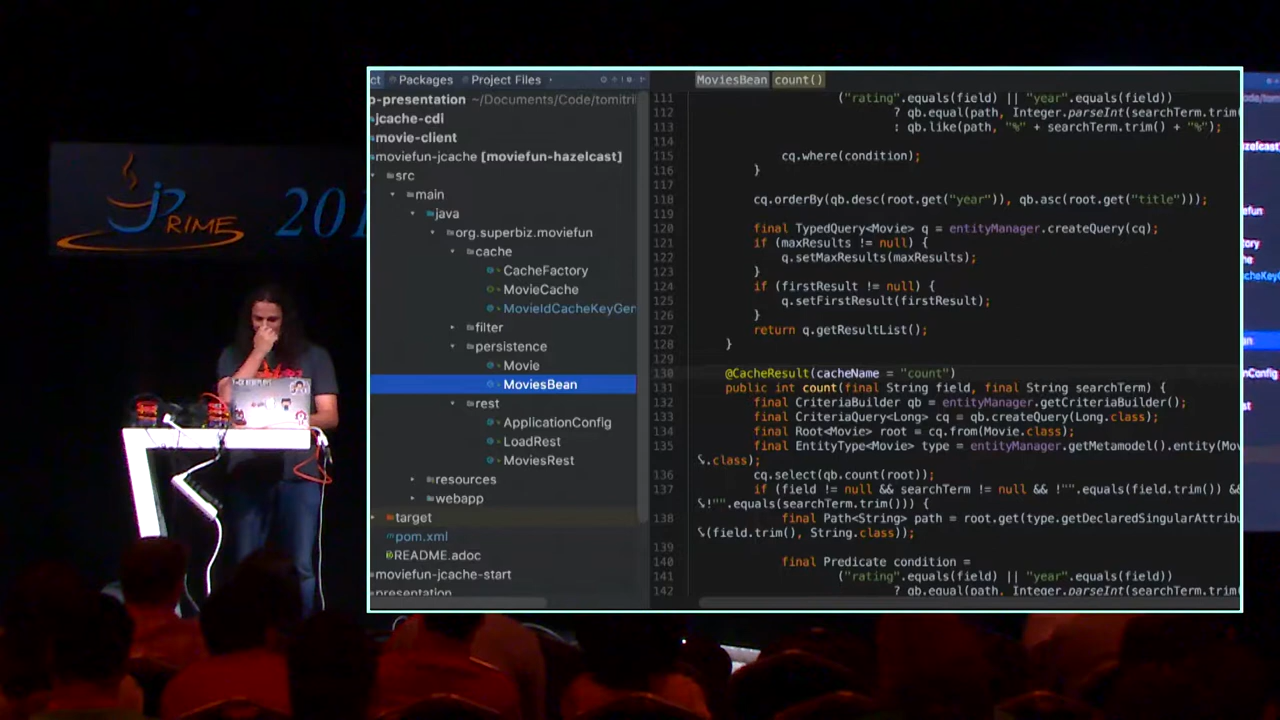 jPRIME 201
ct Packages Project Files
p-presentation ~/Documents/Code/tomitri
jcache-cdi
movie-client
moviefun-jcache [moviefun-hazelcast]
src
main
java
org.superbiz.moviefun
cache
CacheFactory
MovieCache
MovieIdCacheKeyGen
filter
persistence
Movie
MoviesBean
rest
ApplicationConfig
LoadRest
MoviesRest
resources
webapp
target
pom.xml
README.adoc
moviefun-jcache-start
presentation
MoviesBean count()
111 ("rating".equals(field) || "year".equals(field))
112 ? qb.equal(path, Integer.parseInt(searchTerm.trim(
113 : qb.like(path, "%" + searchTerm.trim() + "%");
114
115 cq.where(condition);
116 }
117
118 cq.orderBy(qb.desc(root.get("year")), qb.asc(root.get("title")));
119
120 final TypedQuery<Movie> q = entityManager.createQuery(cq);
121 if (maxResults != null) {
122 q.setMaxResults(maxResults);
123 }
124 if (firstResult != null) {
125 q.setFirstResult(firstResult);
126 }
127 return q.getResultList();
128 }
129
130 @CacheResult(cacheName = "count")
131 public int count(final String field, final String searchTerm) {
132 final CriteriaBuilder qb = entityManager.getCriteriaBuilder();
133 final CriteriaQuery<Long> cq = qb.createQuery(Long.class);
134 final Root<Movie> root = cq.from(Movie.class);
135 final EntityType<Movie> type = entityManager.getMetamodel().entity(Mov
.class);
136 cq.select(qb.count(root));
137 if (field != null && searchTerm != null && !"".equals(field.trim()) &&
!"".equals(searchTerm.trim())) {
138 final Path<String> path = root.get(type.getDeclaredSingularAttribu
(field.trim(), String.class));
139
140 final Predicate condition =
141 ("rating".equals(field) || "year".equals(field))
142 ? qb.equal(path, Integer.parseInt(searchTerm.trim(